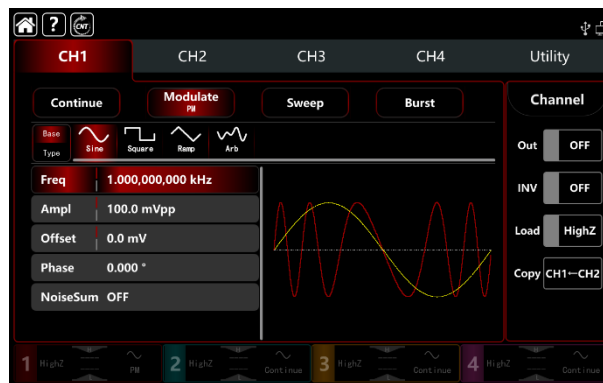 ?
CNT
CH1 CH2 CH3 CH4 Utility
Continue Modulate Sweep Burst Channel
PM
Base
Type Sine Square Ramp Arb
Out OFF
Freq 1.000,000,000 kHz
INV OFF
Ampl 100.0 mVpp
Offset 0.0 mV
Load HighZ
Phase 0.000 °
Copy CH1←CH2
NoiseSum OFF
1 HighZ PM 2 HighZ Continue 3 HighZ Continue 4 HighZ Continue